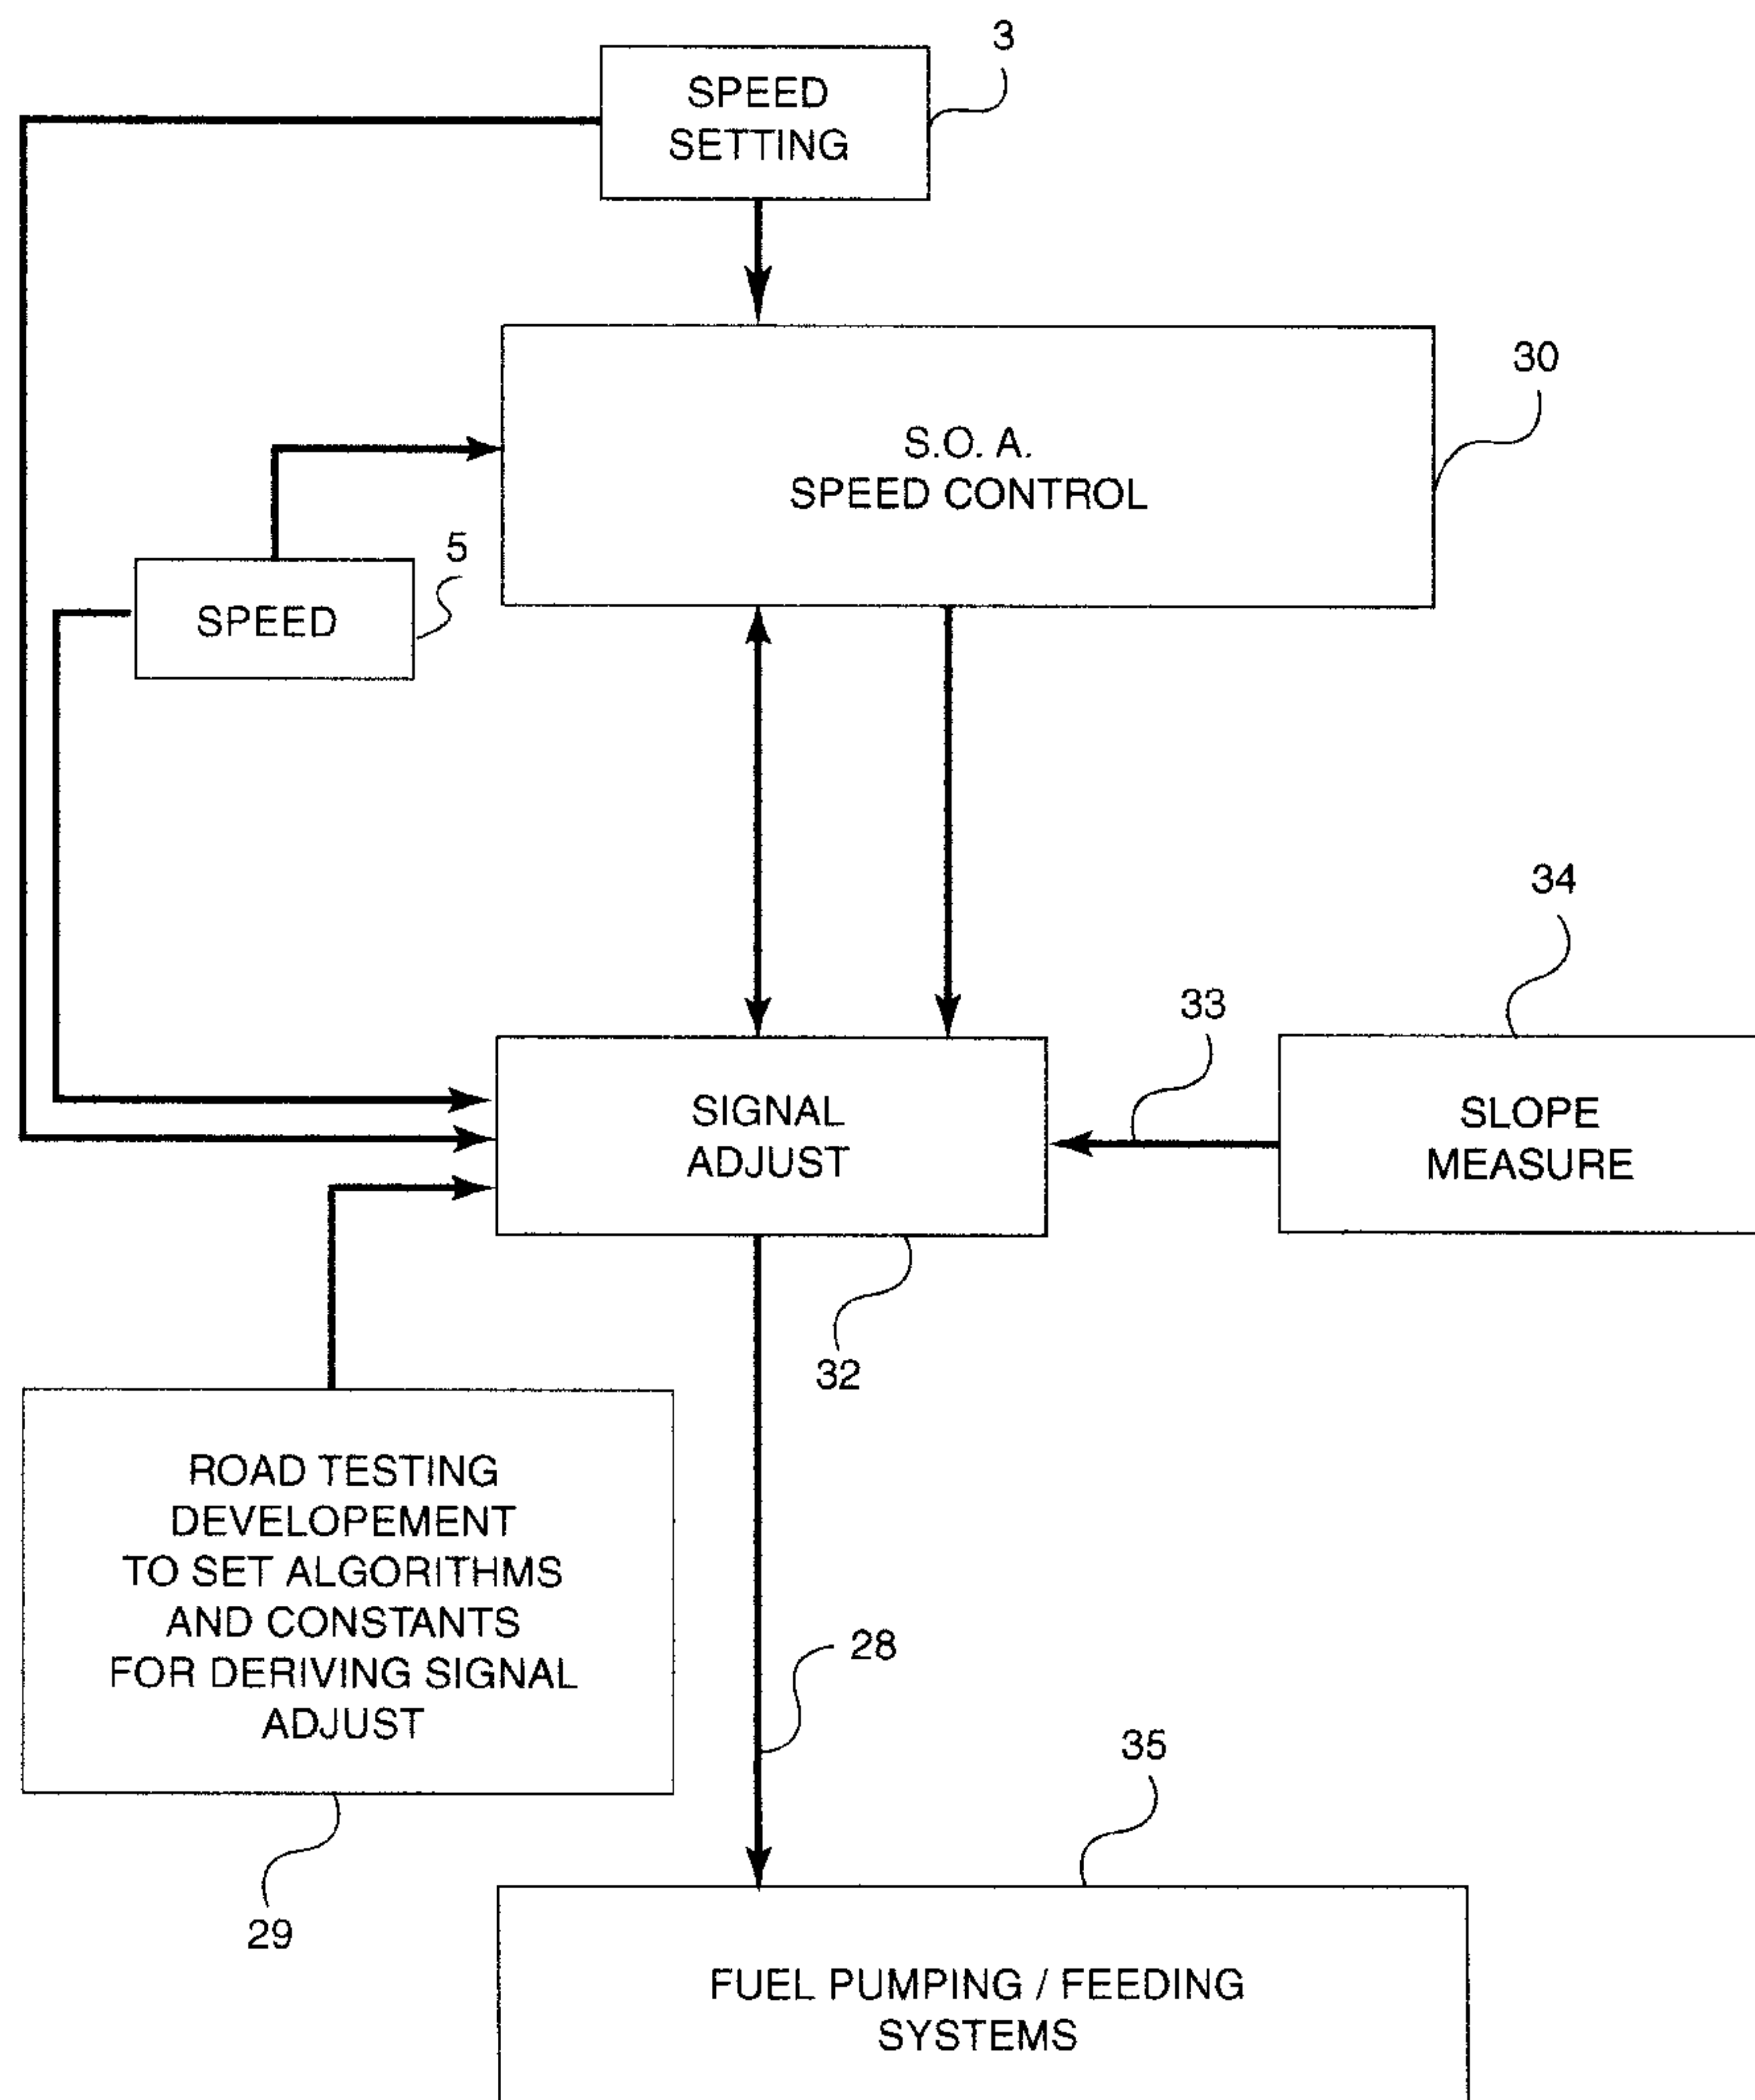 3
SPEED
SETTING
30
S.O. A.
SPEED CONTROL
5
SPEED
34
33
SIGNAL
ADJUST
SLOPE
MEASURE
32
ROAD TESTING
DEVELOPEMENT
TO SET ALGORITHMS
AND CONSTANTS
FOR DERIVING SIGNAL
ADJUST
28
35
29
FUEL PUMPING / FEEDING
SYSTEMS